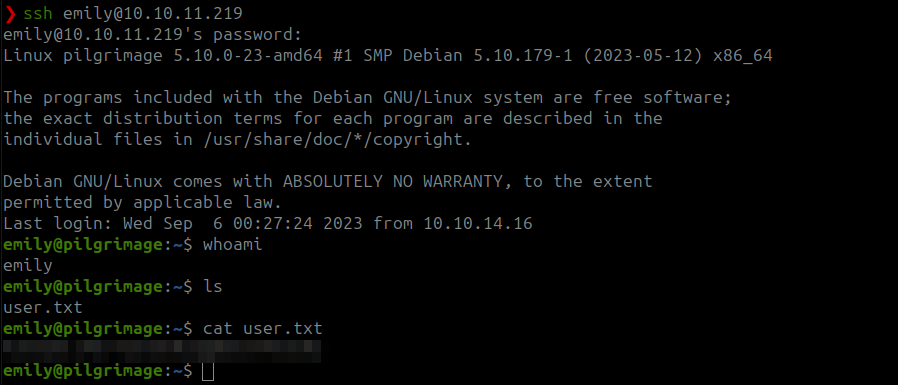 ❯ ssh emily@10.10.11.219
emily@10.10.11.219's password:
Linux pilgrimage 5.10.0-23-amd64 #1 SMP Debian 5.10.179-1 (2023-05-12) x86_64
The programs included with the Debian GNU/Linux system are free software;
the exact distribution terms for each program are described in the
individual files in /usr/share/doc/*/copyright.
Debian GNU/Linux comes with ABSOLUTELY NO WARRANTY, to the extent
permitted by applicable law.
Last login: Wed Sep  6 00:27:24 2023 from 10.10.14.16
emily@pilgrimage:~$ whoami
emily
emily@pilgrimage:~$ ls
user.txt
emily@pilgrimage:~$ cat user.txt
emily@pilgrimage:~$